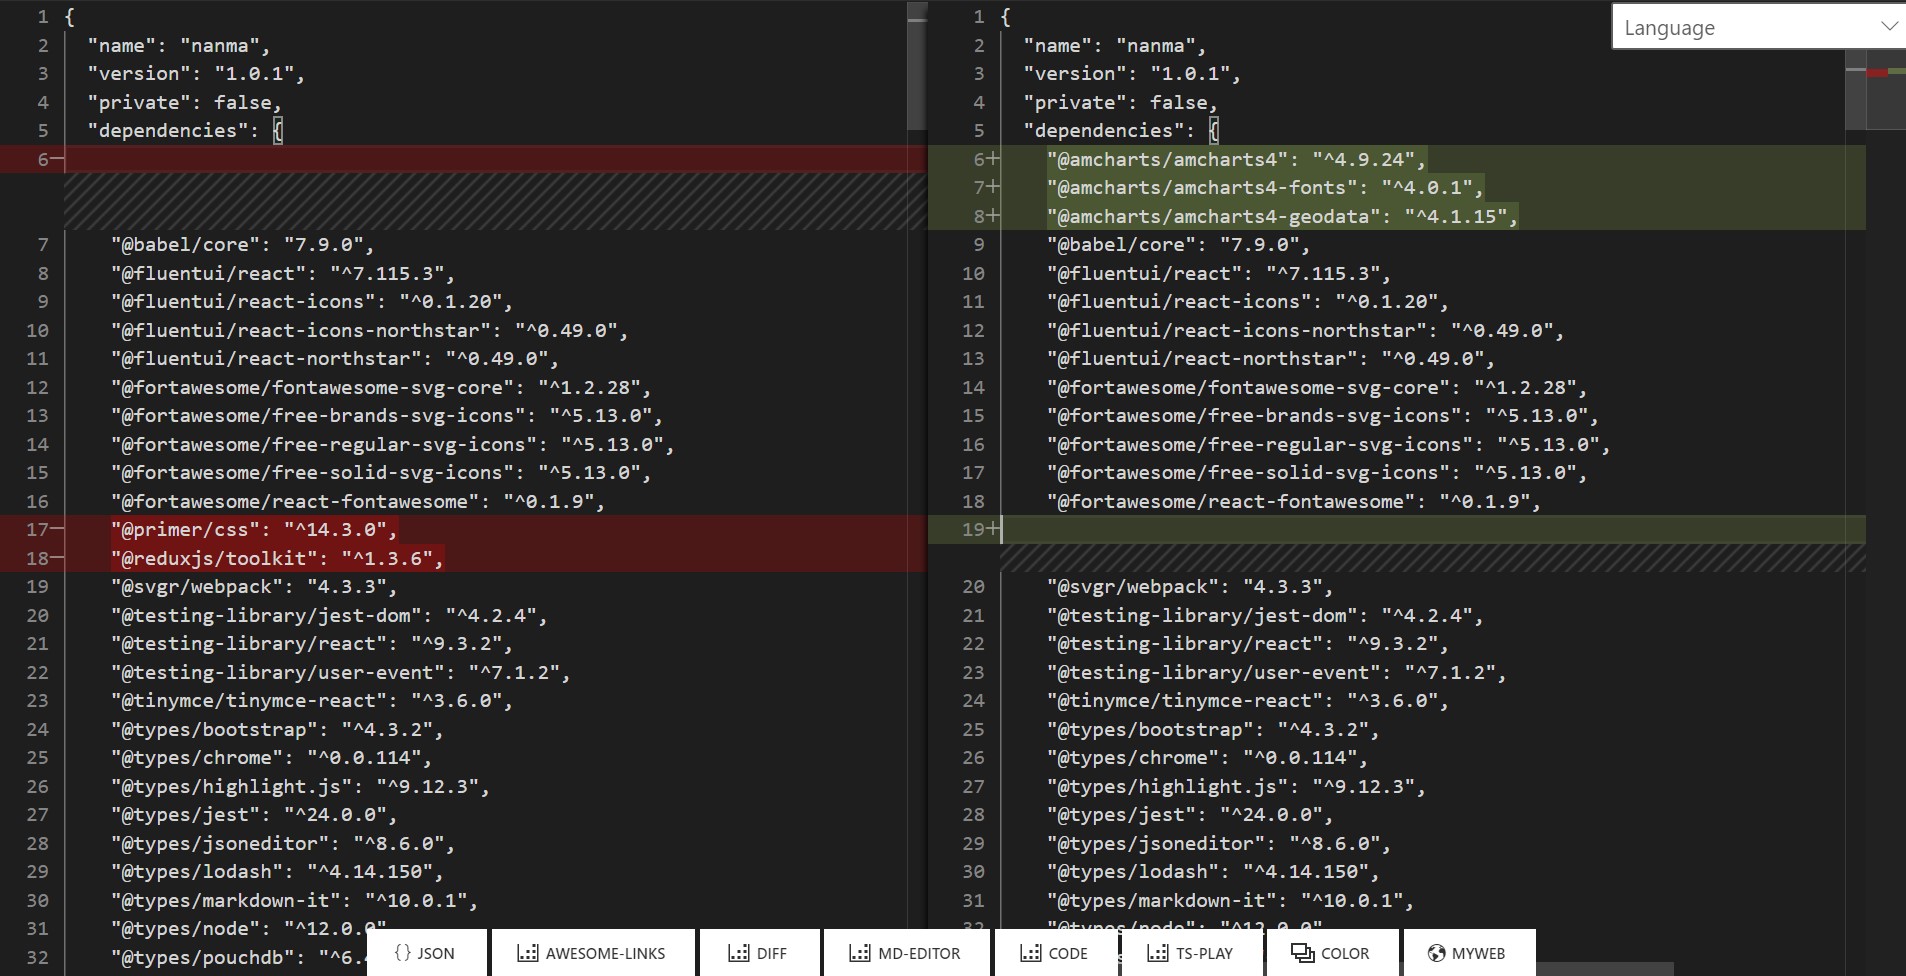 1 {
2 "name": "nanma",
3 "version": "1.0.1",
4 "private": false,
5 "dependencies": {
6—
7 "@babel/core": "7.9.0",
8 "@fluentui/react": "^7.115.3",
9 "@fluentui/react-icons": "^0.1.20",
10 "@fluentui/react-icons-northstar": "^0.49.0",
11 "@fluentui/react-northstar": "^0.49.0",
12 "@fortawesome/fontawesome-svg-core": "^1.2.28",
13 "@fortawesome/free-brands-svg-icons": "^5.13.0",
14 "@fortawesome/free-regular-svg-icons": "^5.13.0",
15 "@fortawesome/free-solid-svg-icons": "^5.13.0",
16 "@fortawesome/react-fontawesome": "^0.1.9",
17— "@primer/css": "^14.3.0",
18— "@reduxjs/toolkit": "^1.3.6",
19 "@svgr/webpack": "4.3.3",
20 "@testing-library/jest-dom": "^4.2.4",
21 "@testing-library/react": "^9.3.2",
22 "@testing-library/user-event": "^7.1.2",
23 "@tinymce/tinymce-react": "^3.6.0",
24 "@types/bootstrap": "^4.3.2",
25 "@types/chrome": "^0.0.114",
26 "@types/highlight.js": "^9.12.3",
27 "@types/jest": "^24.0.0",
28 "@types/jsoneditor": "^8.6.0",
29 "@types/lodash": "^4.14.150",
30 "@types/markdown-it": "^10.0.1",
31 "@types/node": "^12.0.0"
32 "@types/pouchdb": "^6.
1 {
2 "name": "nanma",
3 "version": "1.0.1",
4 "private": false,
5 "dependencies": {
6+ "@amcharts/amcharts4": "^4.9.24",
7+ "@amcharts/amcharts4-fonts": "^4.0.1",
8+ "@amcharts/amcharts4-geodata": "^4.1.15",
9 "@babel/core": "7.9.0",
10 "@fluentui/react": "^7.115.3",
11 "@fluentui/react-icons": "^0.1.20",
12 "@fluentui/react-icons-northstar": "^0.49.0",
13 "@fluentui/react-northstar": "^0.49.0",
14 "@fortawesome/fontawesome-svg-core": "^1.2.28",
15 "@fortawesome/free-brands-svg-icons": "^5.13.0",
16 "@fortawesome/free-regular-svg-icons": "^5.13.0",
17 "@fortawesome/free-solid-svg-icons": "^5.13.0",
18 "@fortawesome/react-fontawesome": "^0.1.9",
19+
20 "@svgr/webpack": "4.3.3",
21 "@testing-library/jest-dom": "^4.2.4",
22 "@testing-library/react": "^9.3.2",
23 "@testing-library/user-event": "^7.1.2",
24 "@tinymce/tinymce-react": "^3.6.0",
25 "@types/bootstrap": "^4.3.2",
26 "@types/chrome": "^0.0.114",
27 "@types/highlight.js": "^9.12.3",
28 "@types/jest": "^24.0.0",
29 "@types/jsoneditor": "^8.6.0",
30 "@types/lodash": "^4.14.150",
31 "@types/markdown-it": "^10.0.1",
32 "@types/node": "^12.0.0"
Language
{} JSON
AWESOME-LINKS
DIFF
MD-EDITOR
CODE
TS-PLAY
COLOR
MYWEB